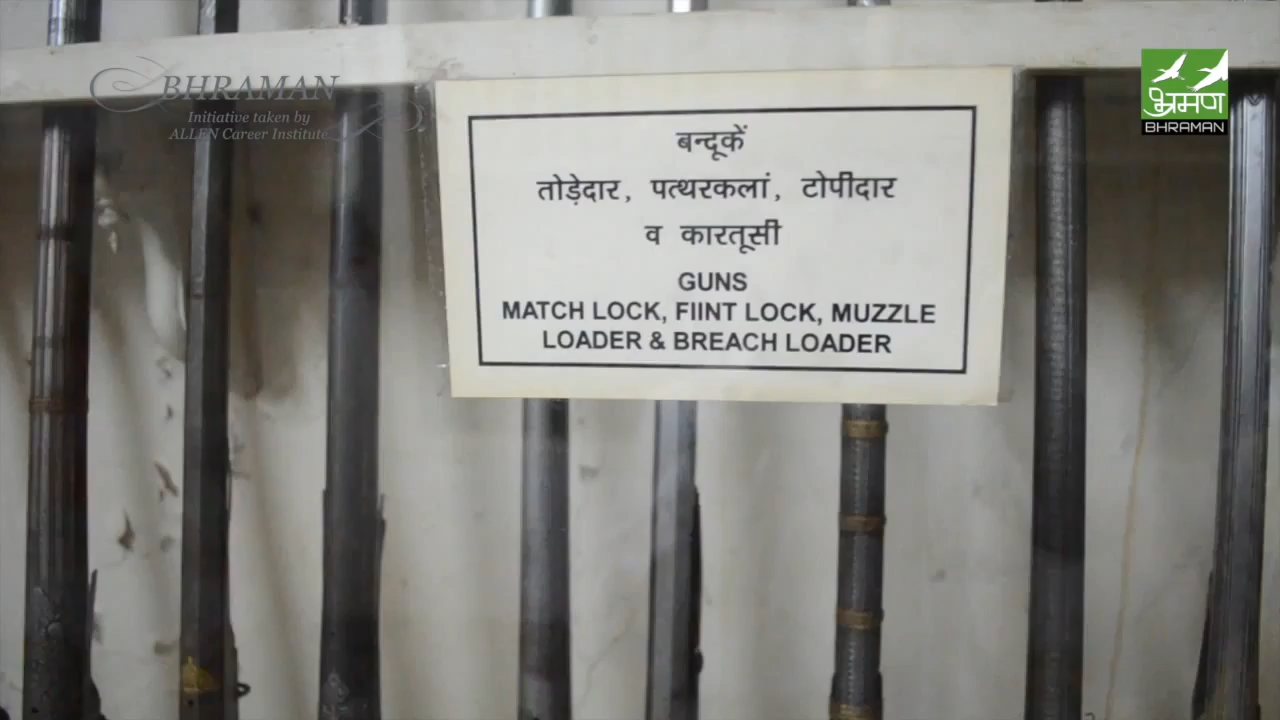 BHRAMAN
Initiative taken by
ALLEN Career Institute
भ्रमण
BHRAMAN
बन्दूकें
तोड़ेदार, पत्थरकलां, टोपीदार
व कारतूसी
GUNS
MATCH LOCK, FIINT LOCK, MUZZLE
LOADER & BREACH LOADER